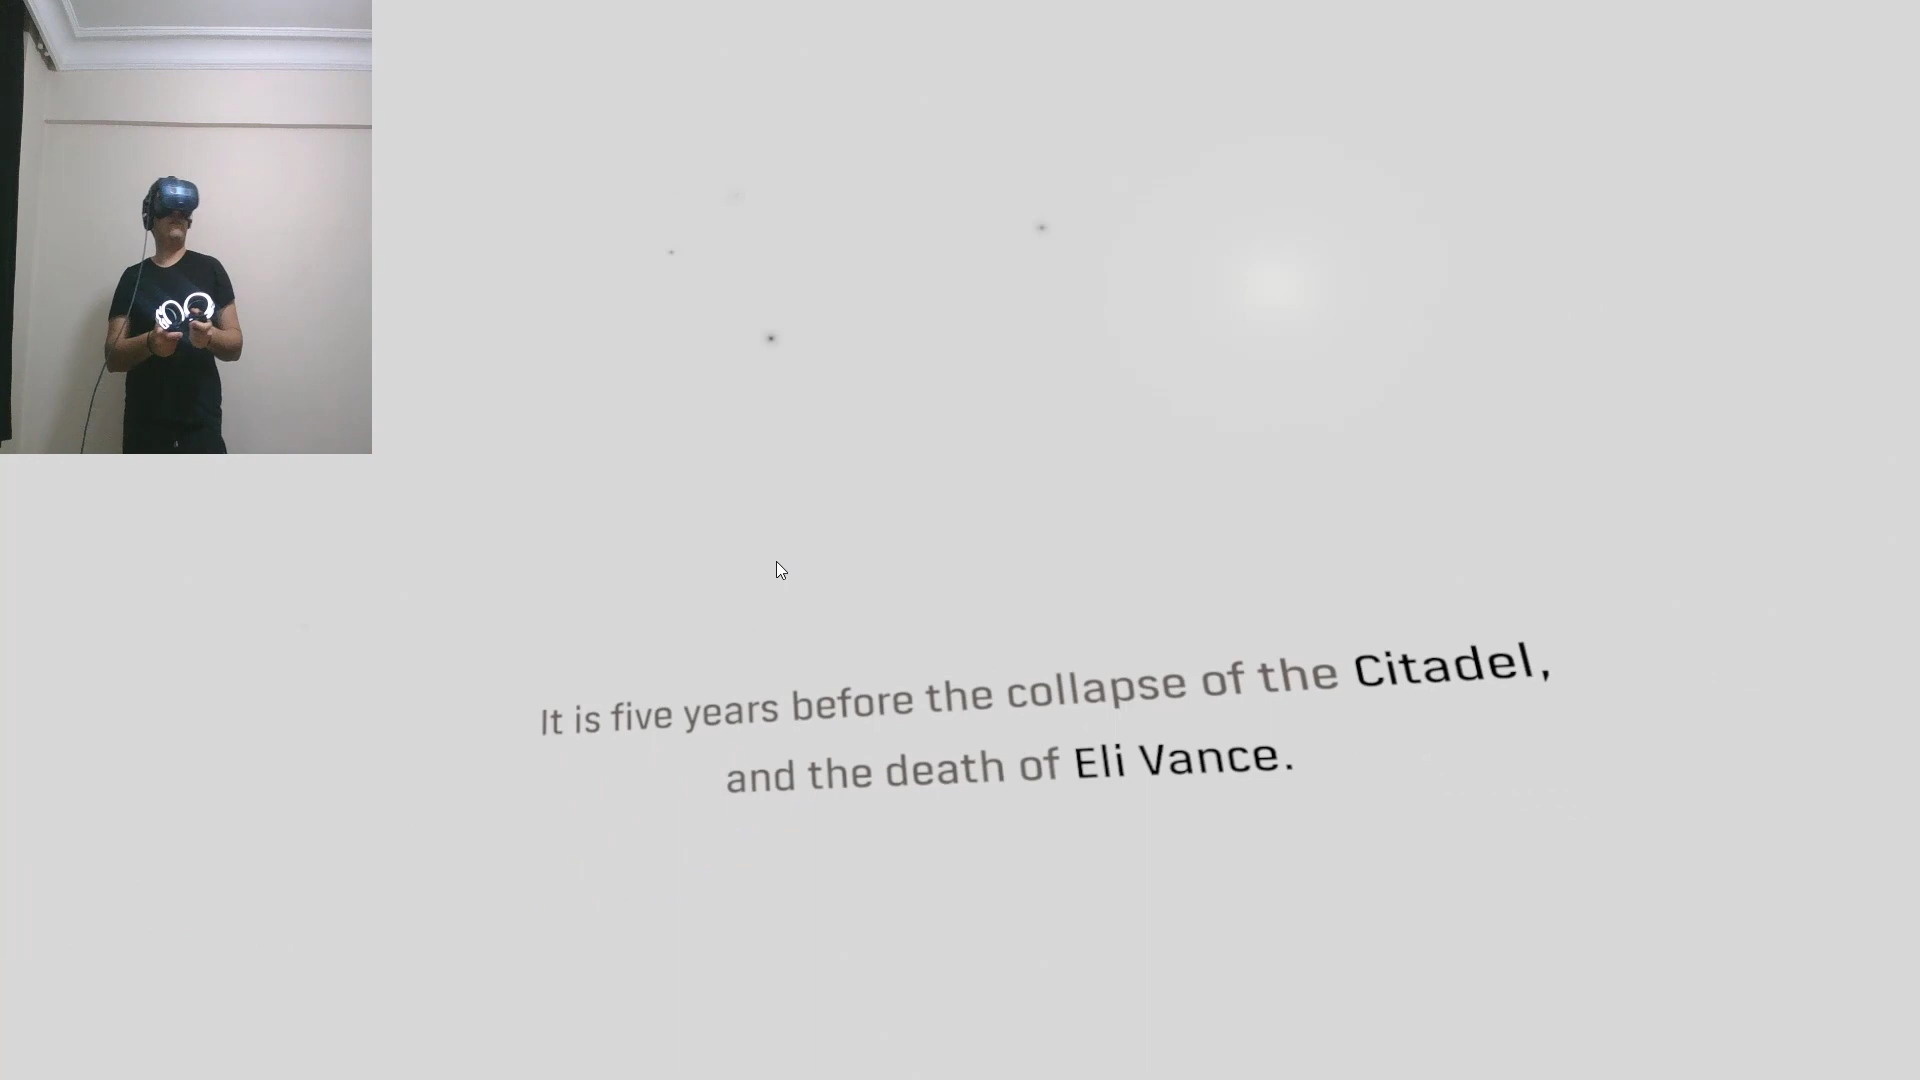 It is five years before the collapse of the Citadel,
and the death of Eli Vance.